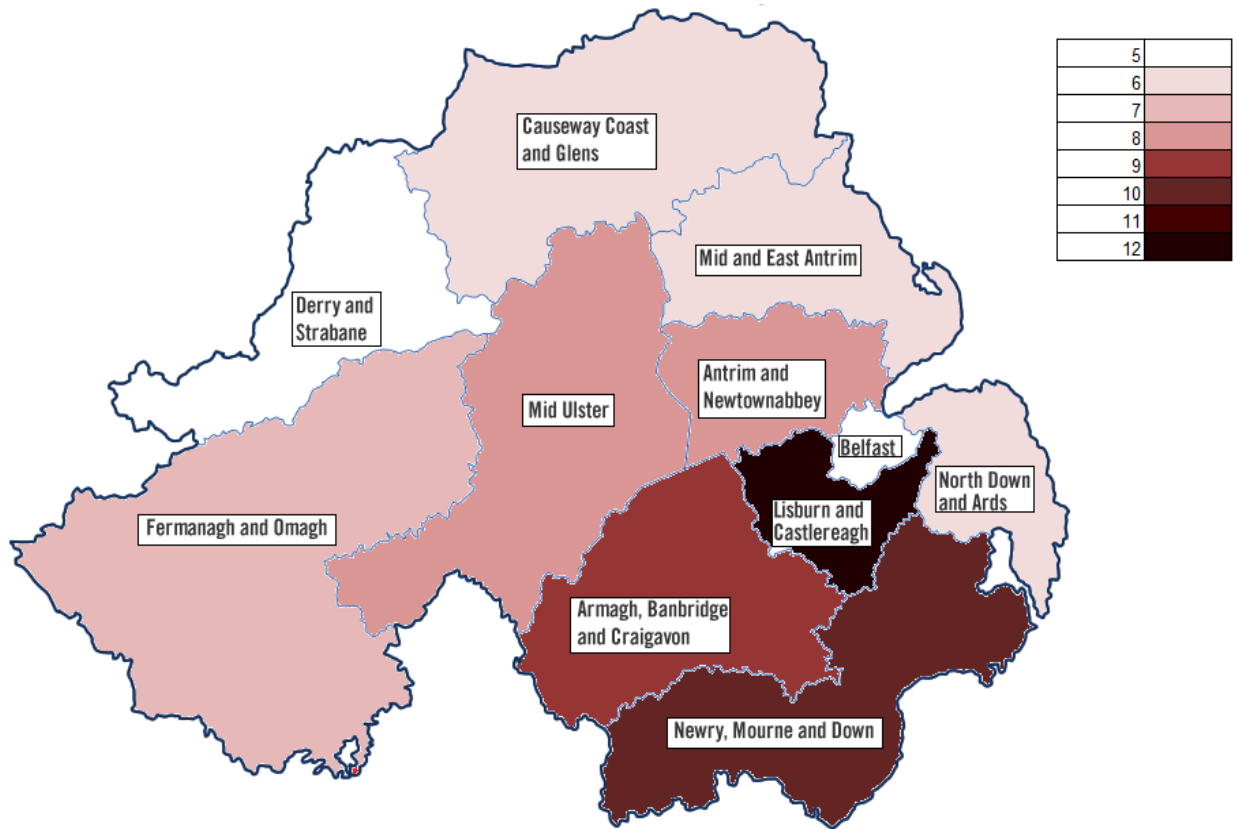 5
6
7
8
9
10
11
12
Causeway Coast
and Glens
Mid and East Antrim
Derry and
Strabane
Antrim and
Newtownabbey
Mid Ulster
Belfast
North Down
and Ards
Lisburn and
Castlereagh
Fermanagh and Omagh
Armagh, Banbridge
and Craigavon
Newry, Mourne and Down